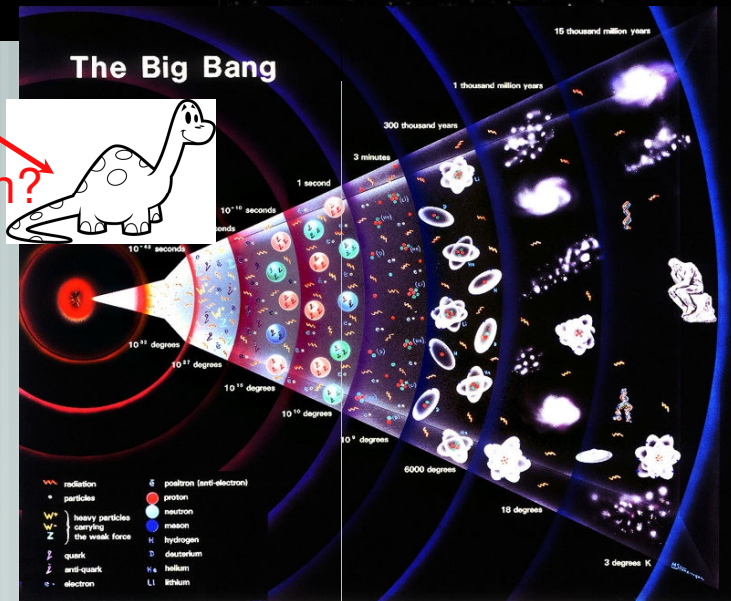 The Big Bang
15 thousand million years
1 thousand million years
300 thousand years
3 minutes
1 second
10⁻¹⁰ seconds
10⁻⁴³ seconds
10³² degrees
10²⁷ degrees
10¹⁵ degrees
10¹⁰ degrees
10⁹ degrees
6000 degrees
18 degrees
3 degrees K
radiation
particles
W⁺
W⁻
Z
heavy particles
carrying
the weak force
quark
anti-quark
e⁻ electron
positron (anti-electron)
proton
neutron
meson
H hydrogen
D deuterium
He helium
Li lithium